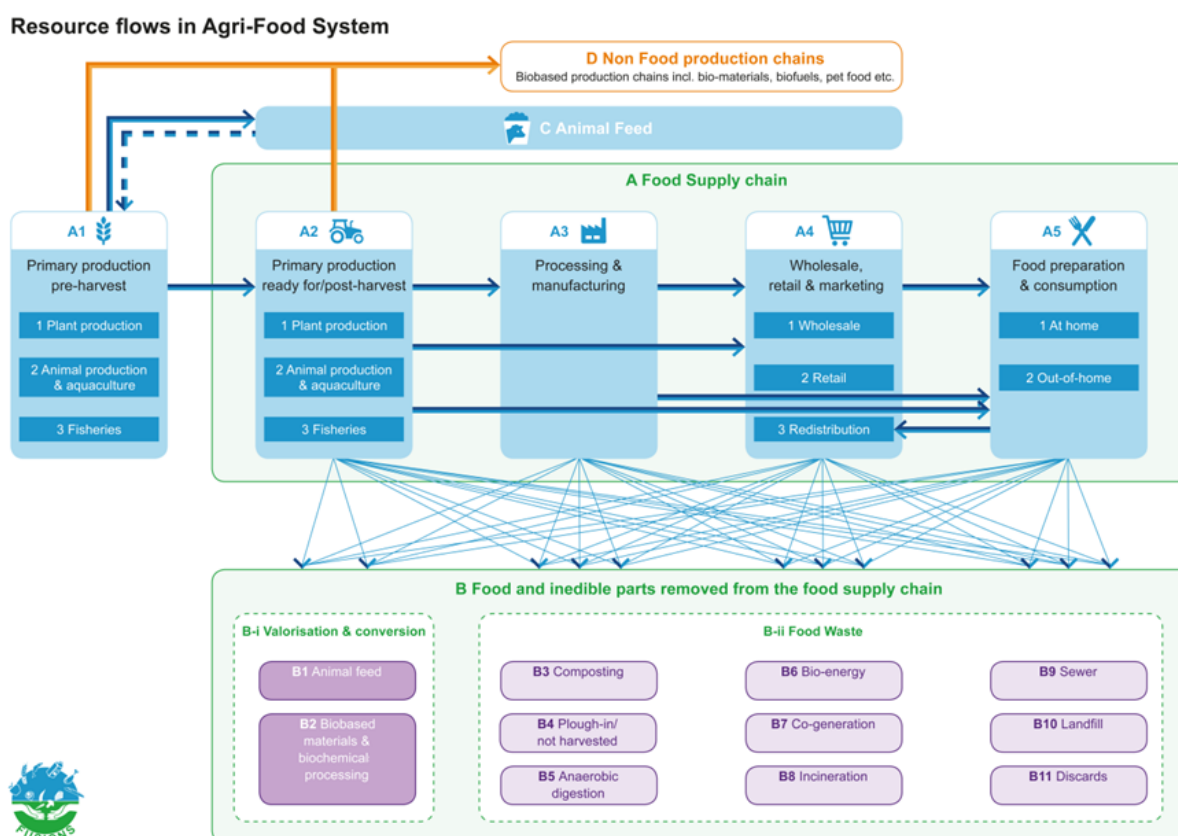 Resource flows in Agri-Food System
D Non Food production chains
Biobased production chains incl. bio-materials, biofuels, pet food etc.
C Animal Feed
A Food Supply chain
A1
Primary production
pre-harvest
1 Plant production
2 Animal production
& aquaculture
3 Fisheries
A2
Primary production
ready for/post-harvest
1 Plant production
2 Animal production
& aquaculture
3 Fisheries
A3
Processing &
manufacturing
A4
Wholesale,
retail & marketing
1 Wholesale
2 Retail
3 Redistribution
A5
Food preparation
& consumption
1 At home
2 Out-of-home
B Food and inedible parts removed from the food supply chain
B-i Valorisation & conversion
B1 Animal feed
B2 Biobased
materials &
biochemical
processing
B-ii Food Waste
B3 Composting
B4 Plough-in/
not harvested
B5 Anaerobic
digestion
B6 Bio-energy
B7 Co-generation
B8 Incineration
B9 Sewer
B10 Landfill
B11 Discards
FUSIONS